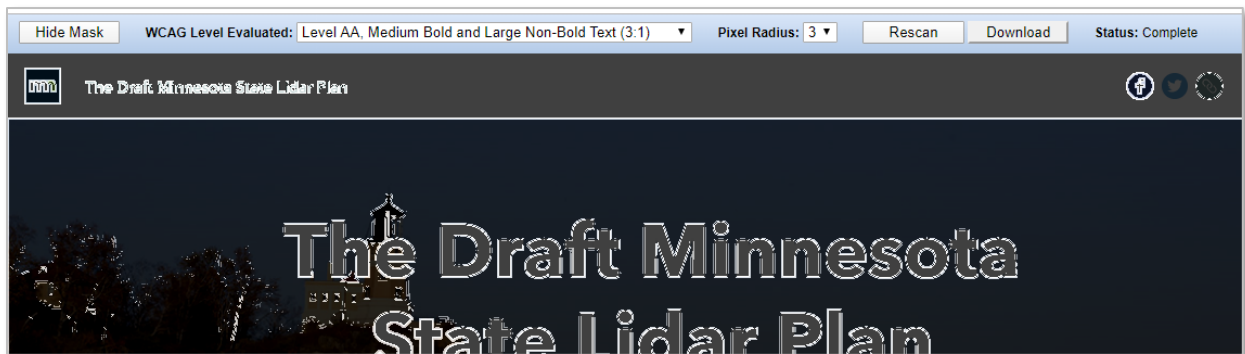 Hide Mask WCAG Level Evaluated: Level AA, Medium Bold and Large Non-Bold Text (3:1) Pixel Radius: 3 Rescan Download Status: Complete
The Draft Minnesota State Lidar Plan
The Draft Minnesota
State Lidar Plan